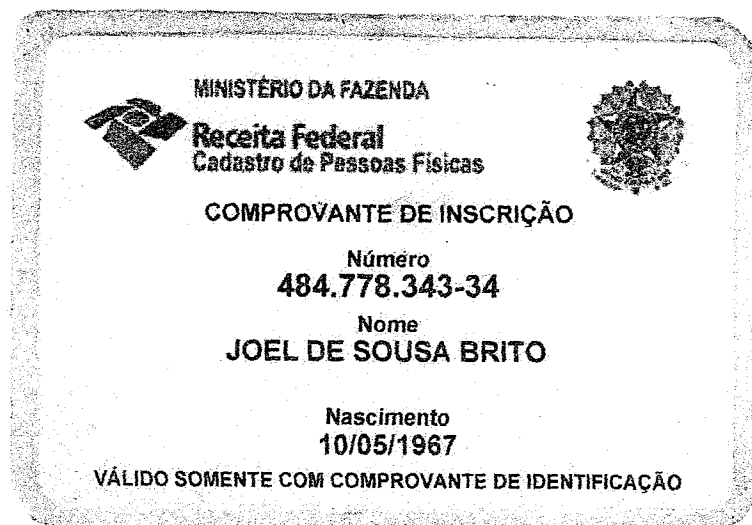 MINISTÉRIO DA FAZENDA
Receita Federal
Cadastro de Pessoas Físicas
COMPROVANTE DE INSCRIÇÃO
Número
484.778.343-34
Nome
JOEL DE SOUSA BRITO
Nascimento
10/05/1967
VÁLIDO SOMENTE COM COMPROVANTE DE IDENTIFICAÇÃO